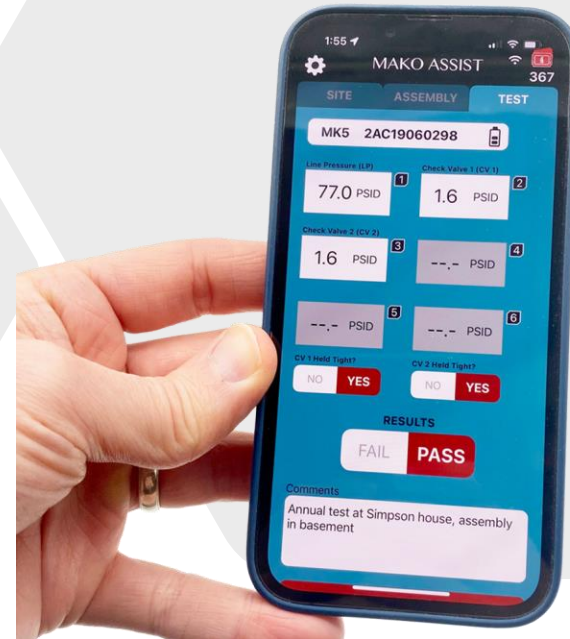 1:55
MAKO ASSIST
367
SITE ASSEMBLY TEST
MK5 2AC19060298
Line Pressure (LP) Check Valve 1 (CV 1)
77.0 PSID 1 1.6 PSID 2
Check Valve 2 (CV 2)
1.6 PSID 3 --.- PSID 4
--.- PSID 5 --.- PSID 6
CV 1 Held Tight? CV 2 Held Tight?
NO YES NO YES
RESULTS
FAIL PASS
Comments
Annual test at Simpson house, assembly
in basement